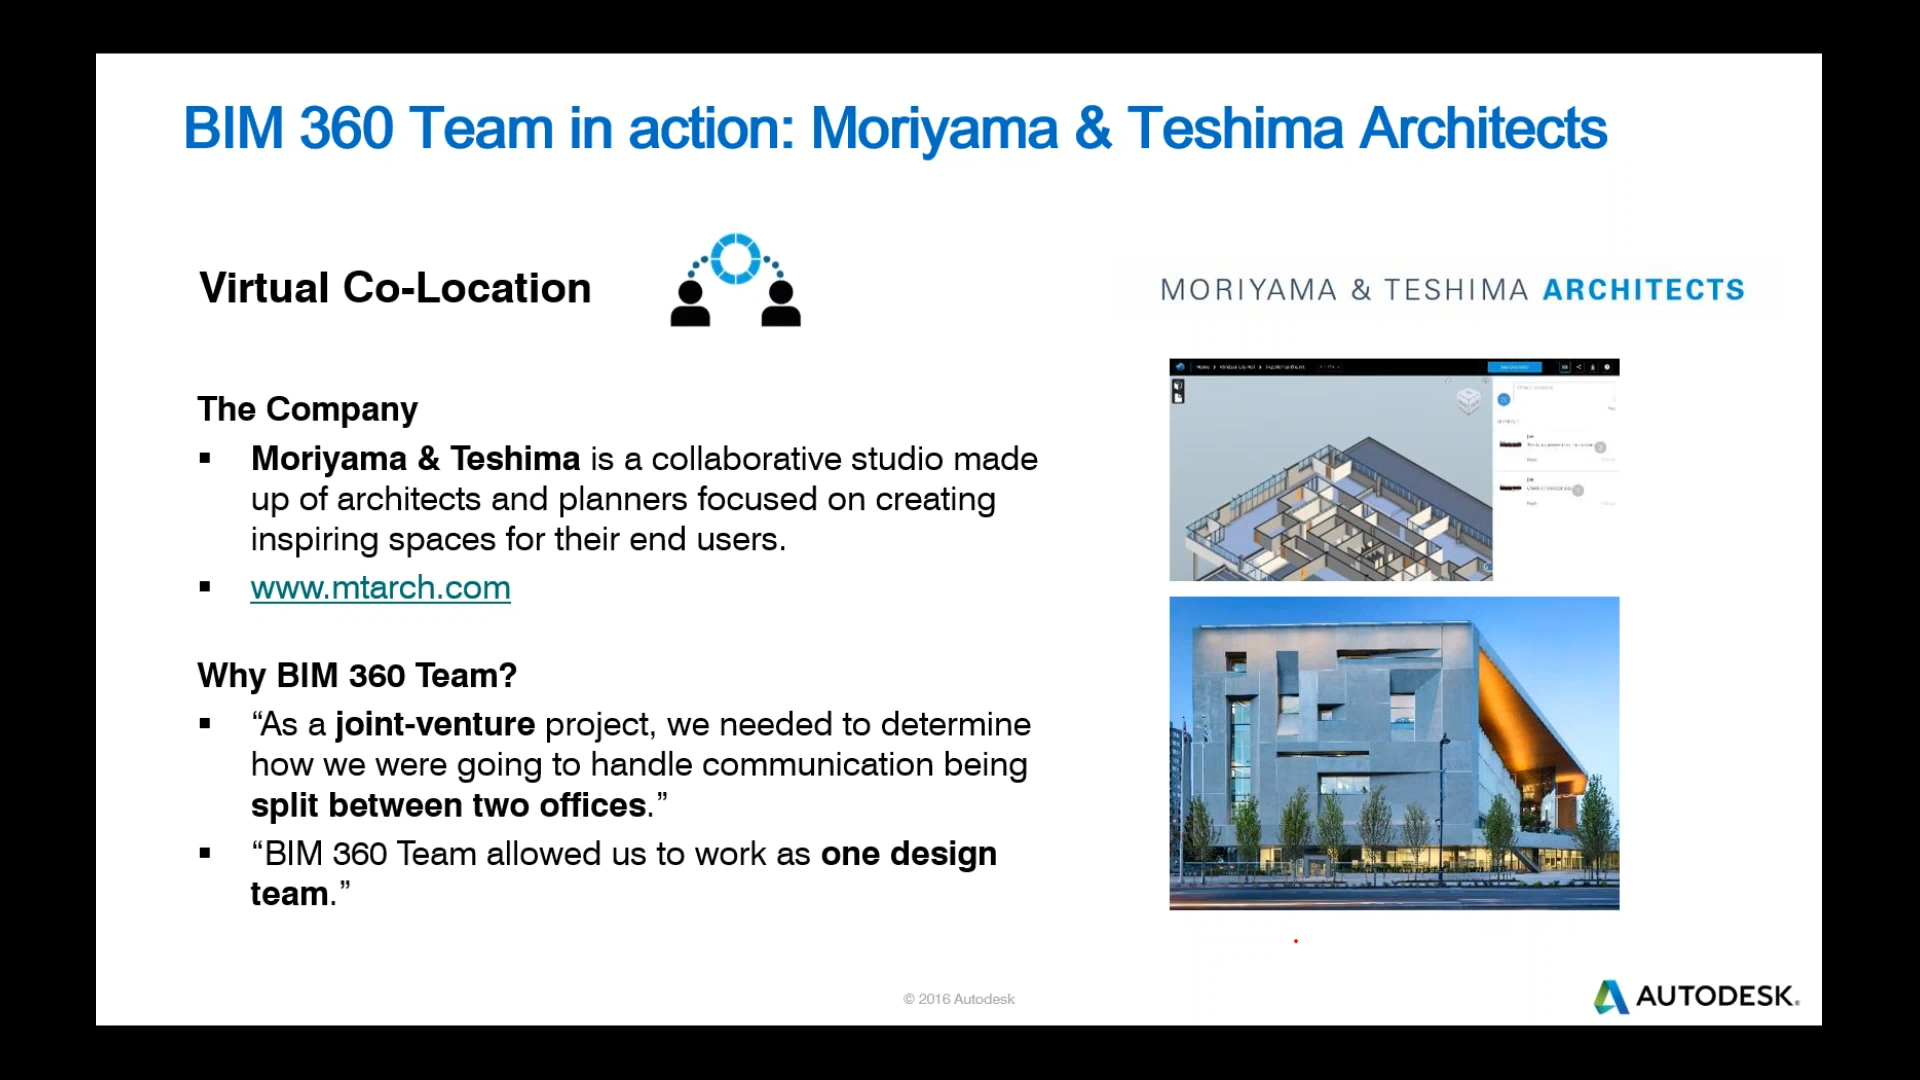 BIM 360 Team in action: Moriyama & Teshima Architects
Virtual Co-Location
MORIYAMA & TESHIMA ARCHITECTS
The Company
▪ Moriyama & Teshima is a collaborative studio made
up of architects and planners focused on creating
inspiring spaces for their end users.
▪ www.mtarch.com
Why BIM 360 Team?
▪ “As a joint-venture project, we needed to determine
how we were going to handle communication being
split between two offices.”
▪ “BIM 360 Team allowed us to work as one design
team.”
© 2016 Autodesk
AUTODESK.